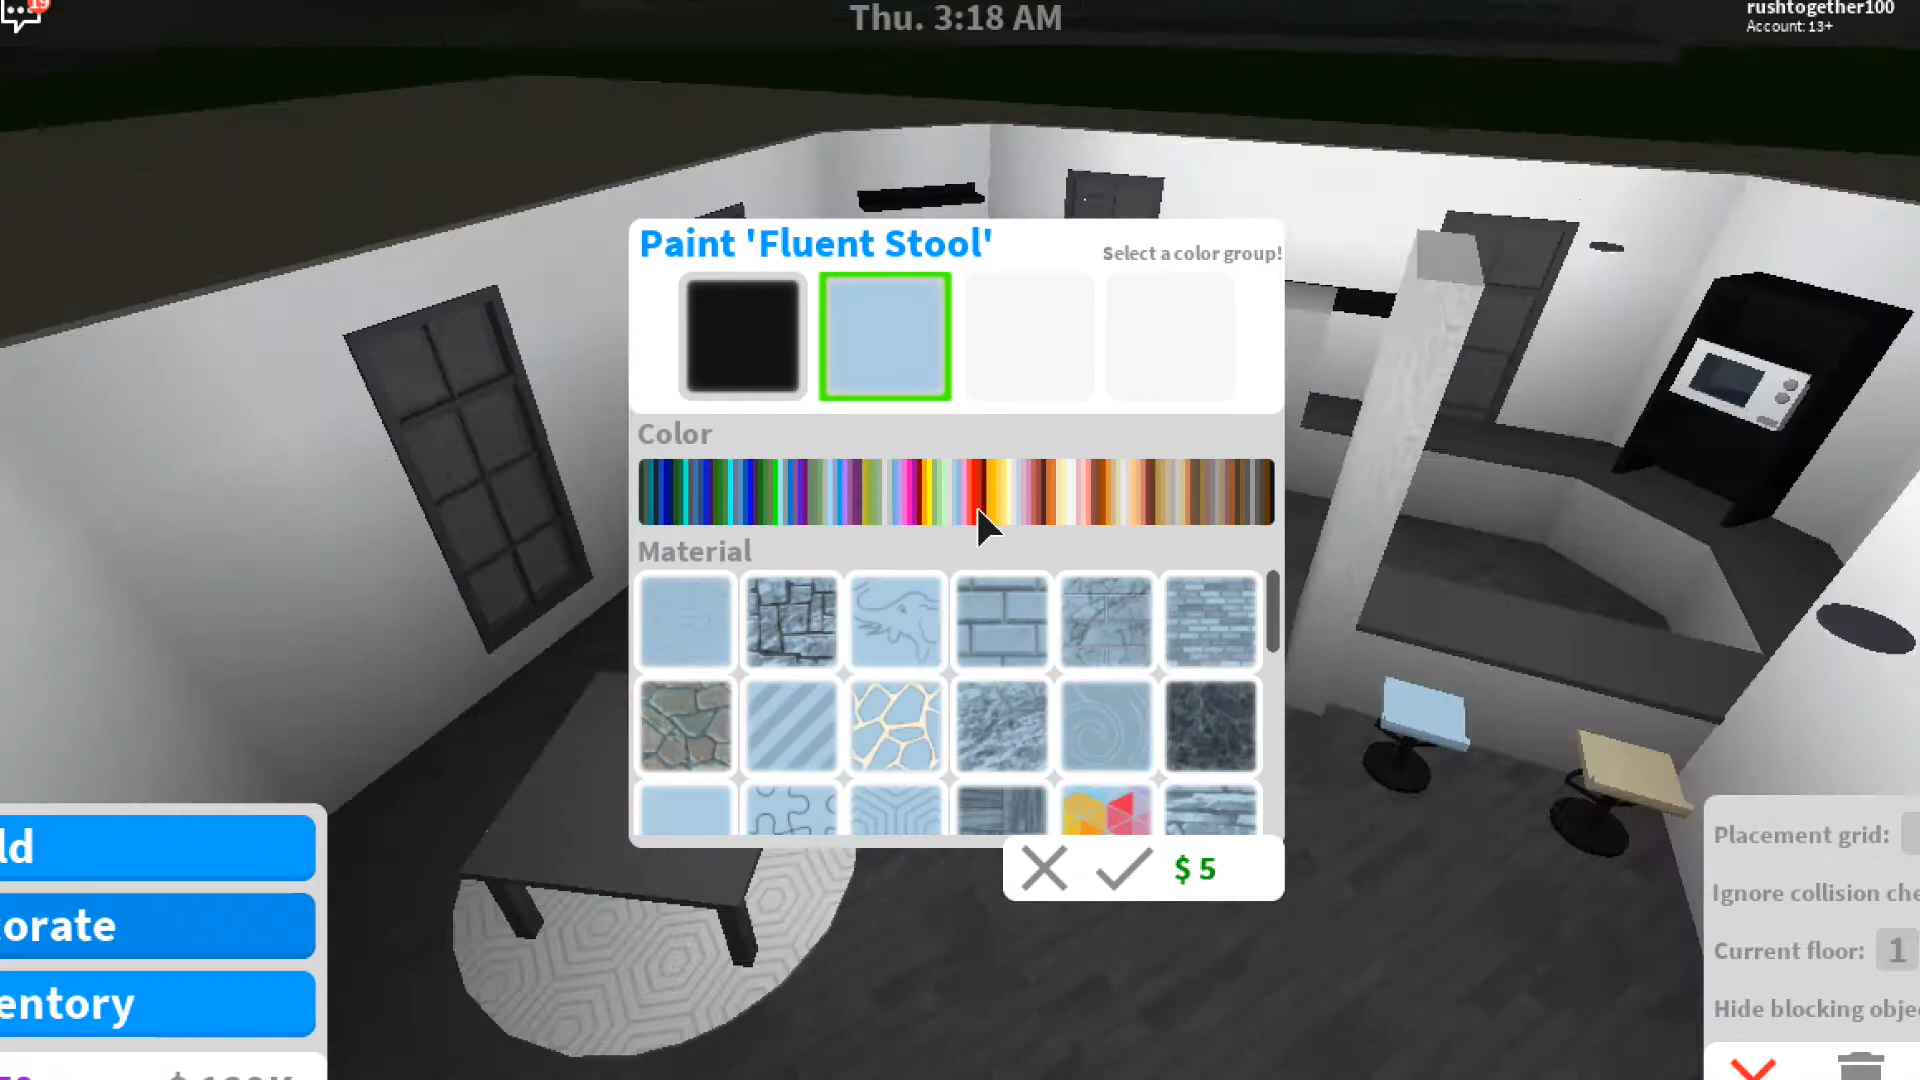 19
Thu. 3:18 AM
rushtogether100
Account: 13+
Paint 'Fluent Stool'
Select a color group!
Color
Material
$ 5
ld
orate
entory
Placement grid:
Ignore collision che
Current floor: 1
Hide blocking obje